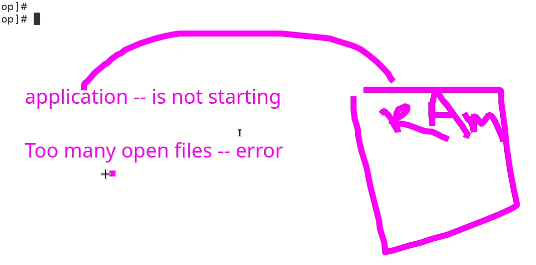 op]#
op]#
application -- is not starting
RAM
Too many open files -- error